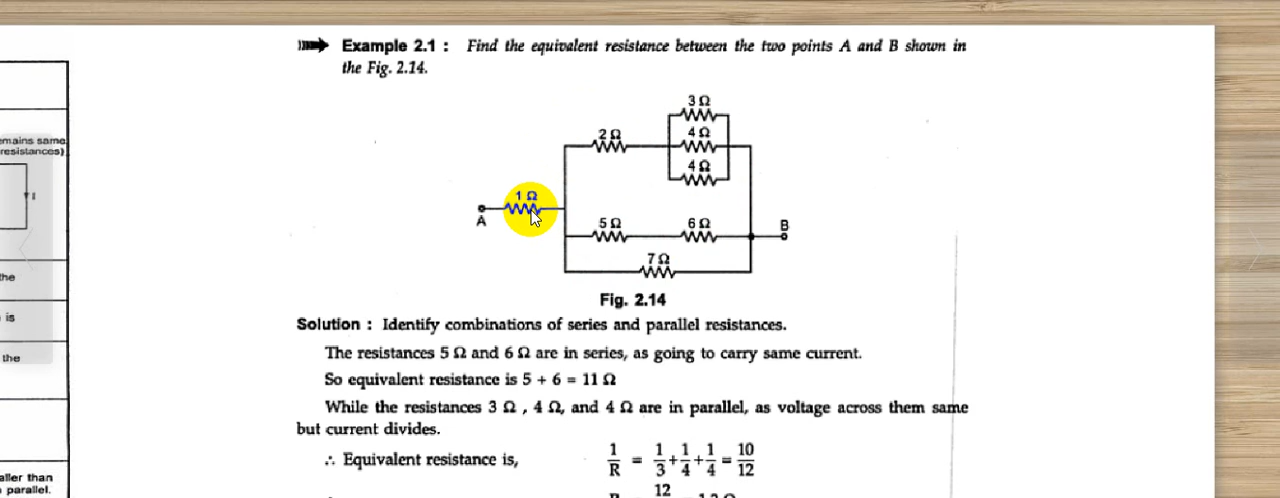 Example 2.1 : Find the equivalent resistance between the two points A and B shown in
the Fig. 2.14.
3 Ω
2 Ω
4 Ω
4 Ω
1 Ω
A
5 Ω
6 Ω
B
7 Ω
Fig. 2.14
Solution : Identify combinations of series and parallel resistances.
The resistances 5 Ω and 6 Ω are in series, as going to carry same current.
So equivalent resistance is 5 + 6 = 11 Ω
While the resistances 3 Ω , 4 Ω, and 4 Ω are in parallel, as voltage across them same
but current divides.
∴ Equivalent resistance is, 1/R = 1/3 + 1/4 + 1/4 = 10/12
12
mains same
resistances)
I
the
is
the
aller than
parallel.